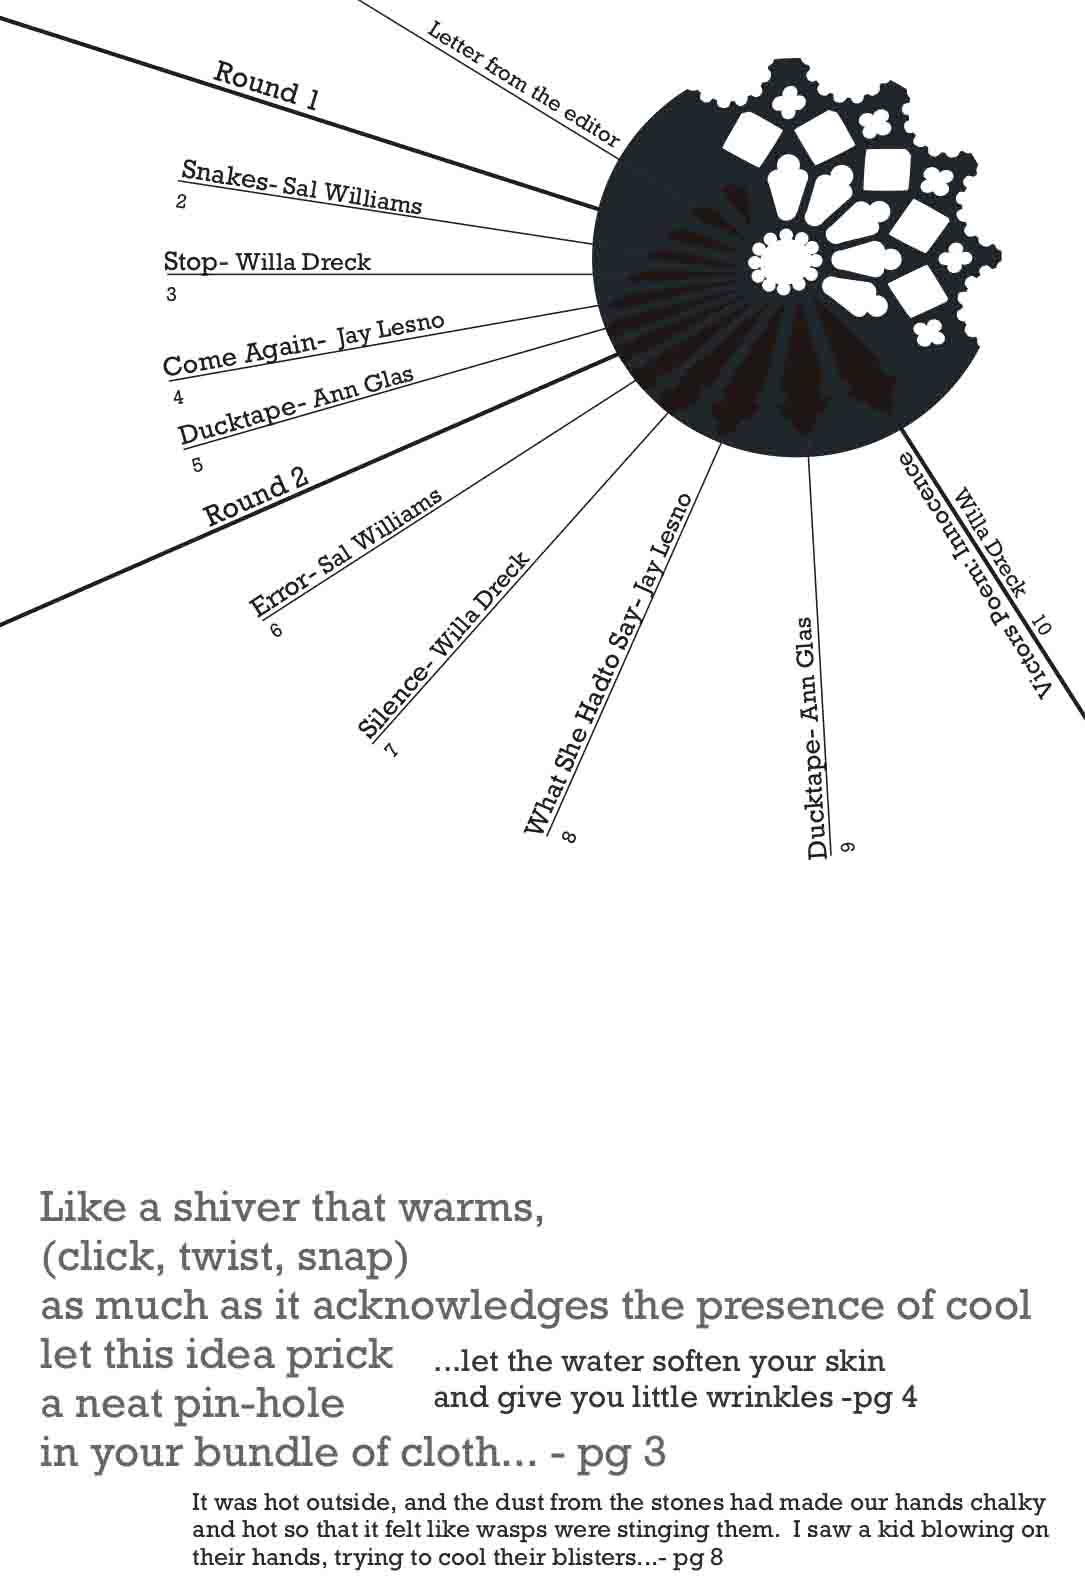 Letter from the editor
Round 1
Snakes- Sal Williams
2
Stop- Willa Dreck
3
Come Again- Jay Lesno
4
Ducktape- Ann Glas
5
Round 2
Error- Sal Williams
6
Silence- Willa Dreck
7
What She Hadto Say- Jay Lesno
8
Ducktape- Ann Glas
9
Victors Poem: Innocence
Willa Dreck 10
Like a shiver that warms,
(click, twist, snap)
as much as it acknowledges the presence of cool
let this idea prick
a neat pin-hole
in your bundle of cloth... - pg 3
...let the water soften your skin
and give you little wrinkles -pg 4
It was hot outside, and the dust from the stones had made our hands chalky
and hot so that it felt like wasps were stinging them. I saw a kid blowing on
their hands, trying to cool their blisters...- pg 8